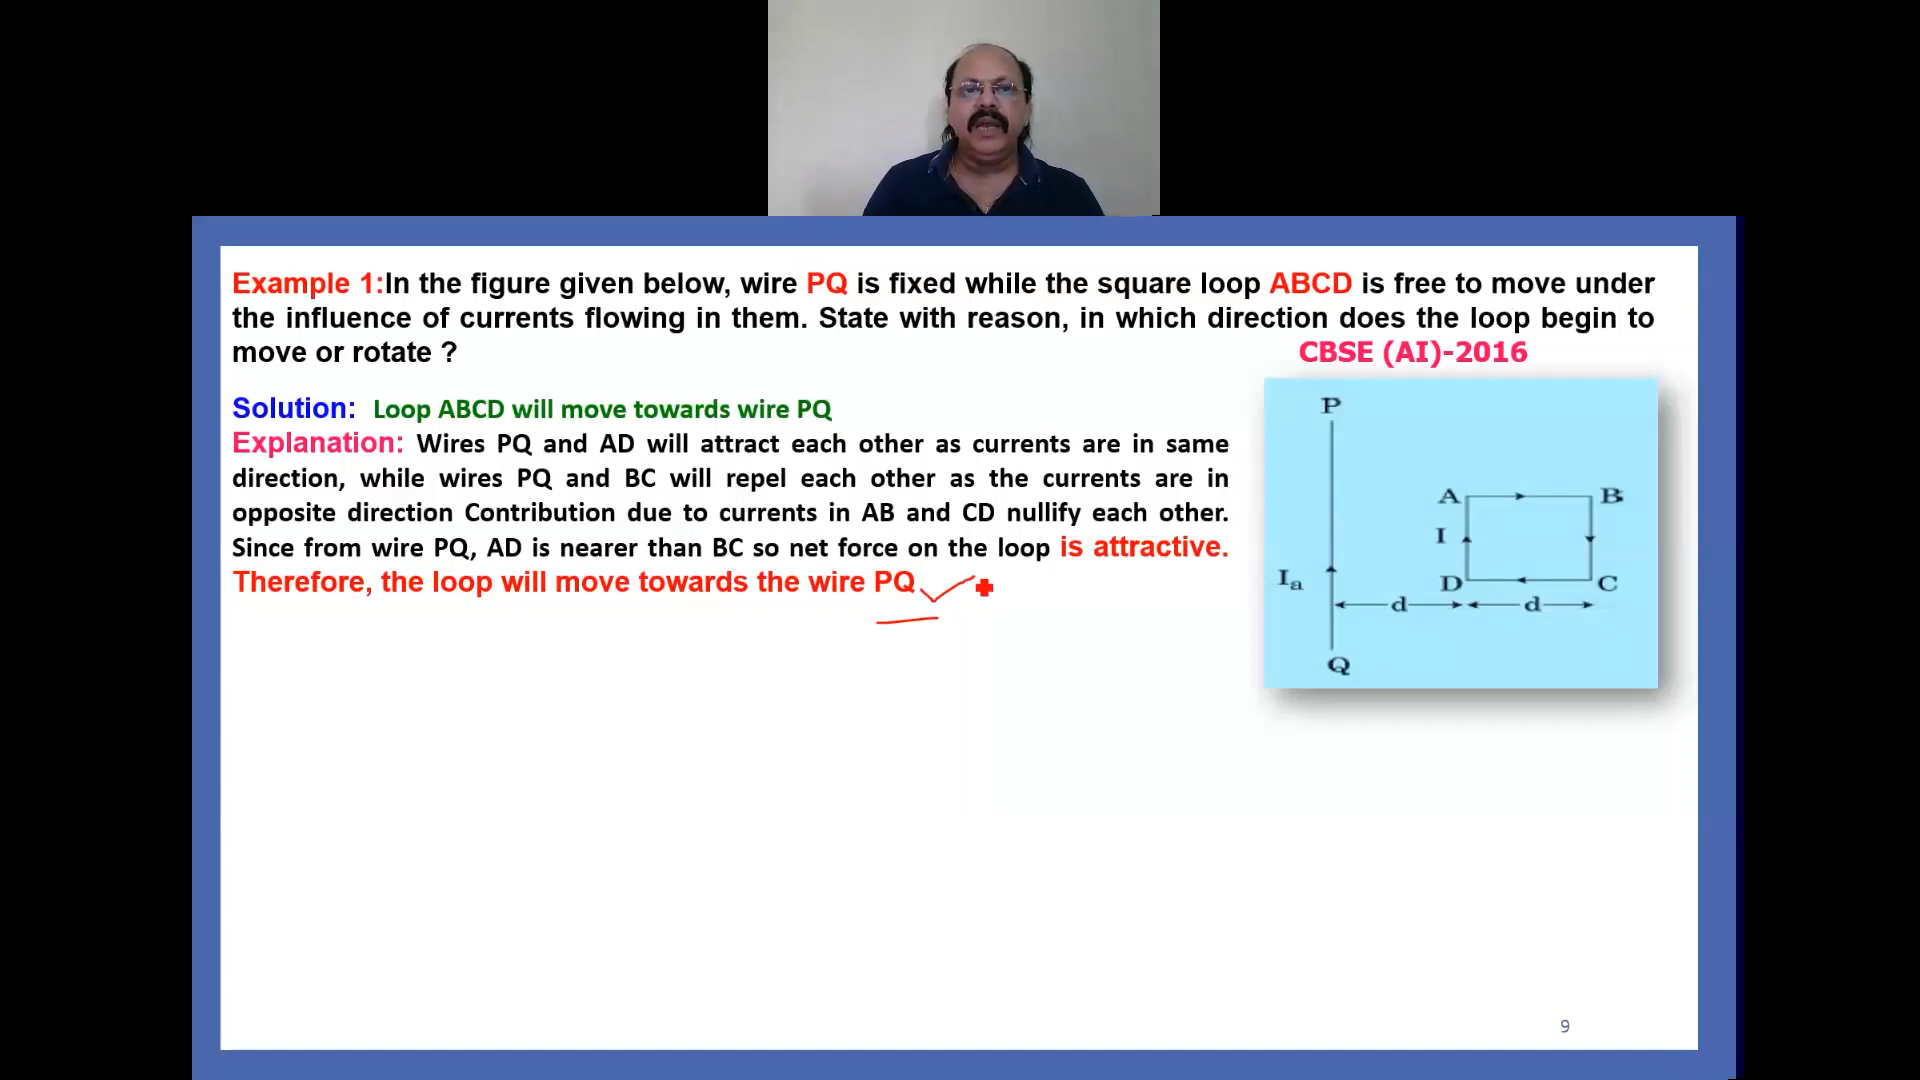 Example 1:In the figure given below, wire PQ is fixed while the square loop ABCD is free to move under
the influence of currents flowing in them. State with reason, in which direction does the loop begin to
move or rotate ?
CBSE (AI)-2016
Solution: Loop ABCD will move towards wire PQ
Explanation: Wires PQ and AD will attract each other as currents are in same
direction, while wires PQ and BC will repel each other as the currents are in
opposite direction Contribution due to currents in AB and CD nullify each other.
Since from wire PQ, AD is nearer than BC so net force on the loop is attractive.
Therefore, the loop will move towards the wire PQ
P
A B
I
Ia D C
d d
Q
9